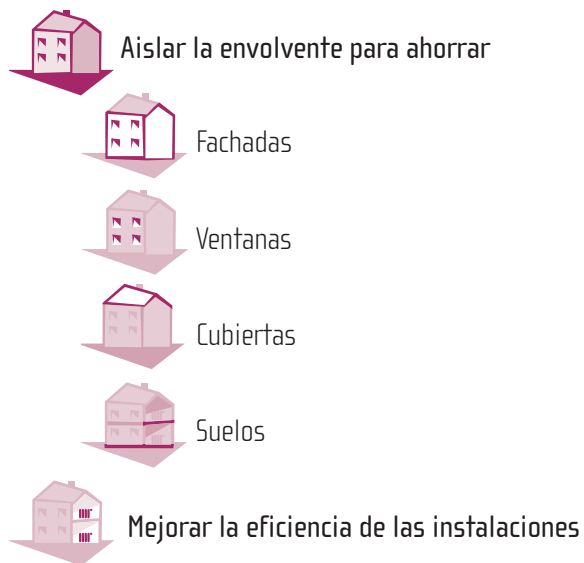 Aislar la envolvente para ahorrar
Fachadas
Ventanas
Cubiertas
Suelos
Mejorar la eficiencia de las instalaciones